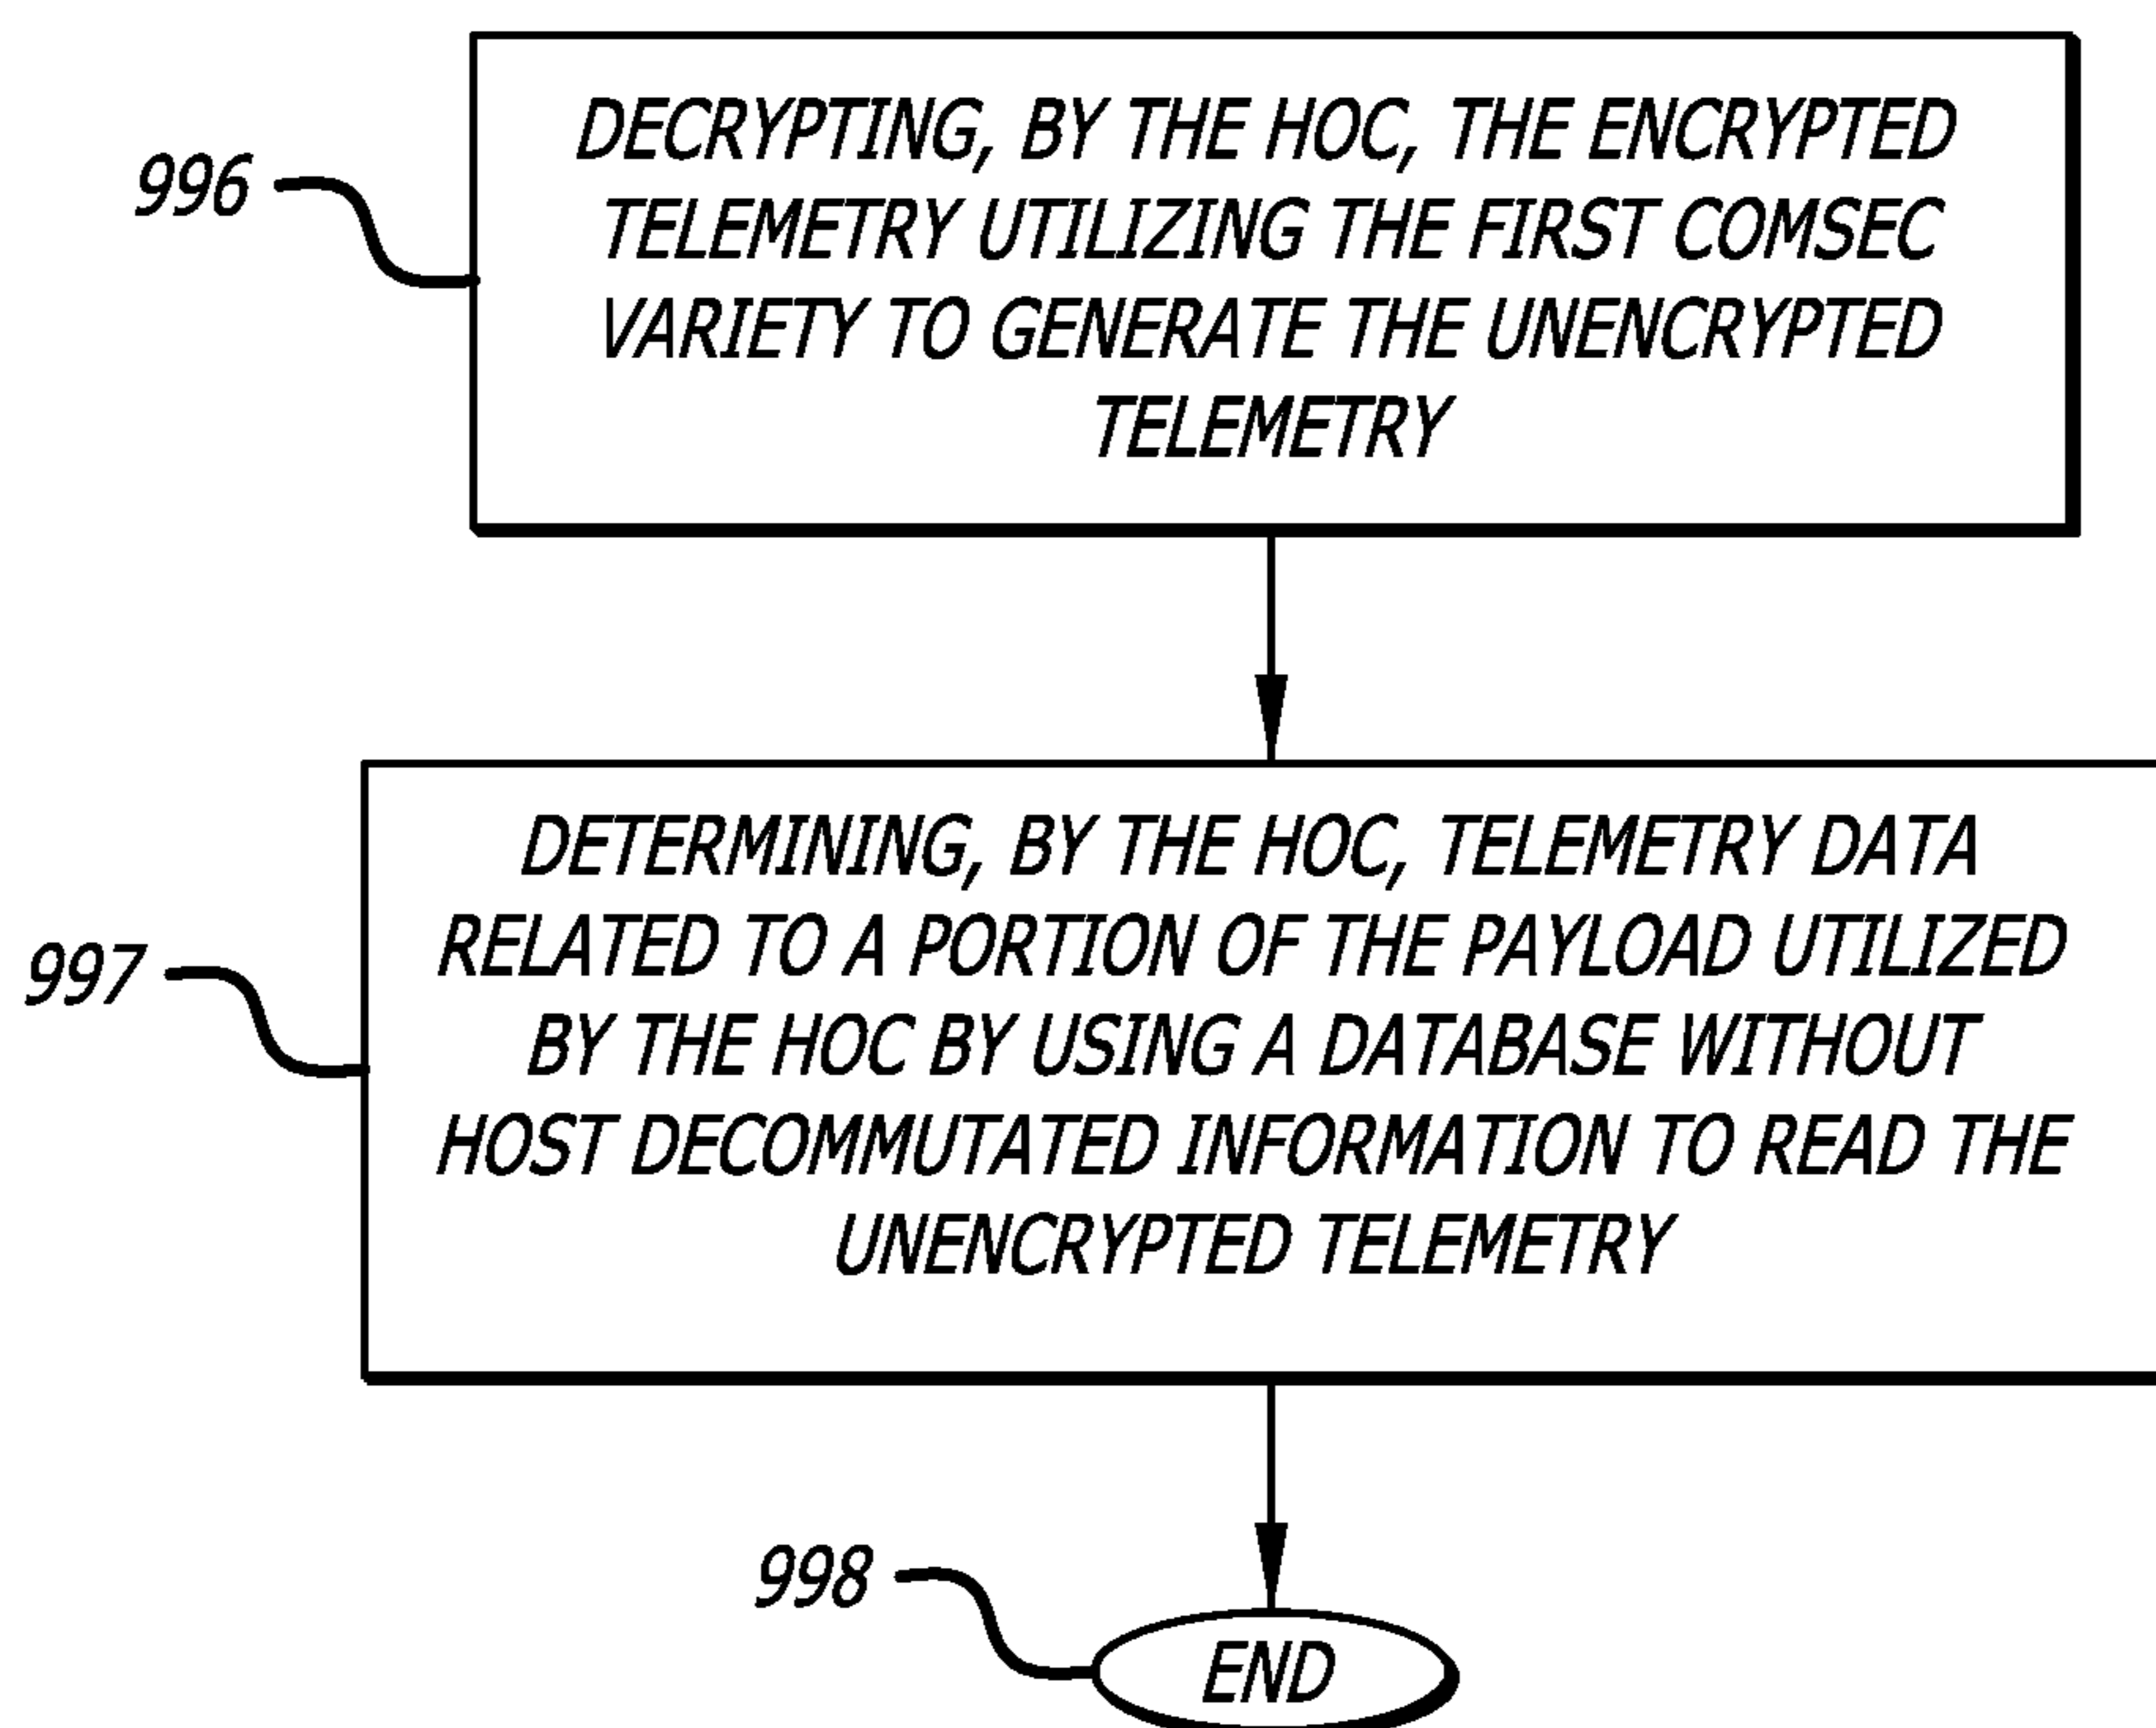 996
DECRYPTING, BY THE HOC, THE ENCRYPTED
TELEMETRY UTILIZING THE FIRST COMSEC
VARIETY TO GENERATE THE UNENCRYPTED
TELEMETRY
997
DETERMINING, BY THE HOC, TELEMETRY DATA
RELATED TO A PORTION OF THE PAYLOAD UTILIZED
BY THE HOC BY USING A DATABASE WITHOUT
HOST DECOMMUTATED INFORMATION TO READ THE
UNENCRYPTED TELEMETRY
998
END